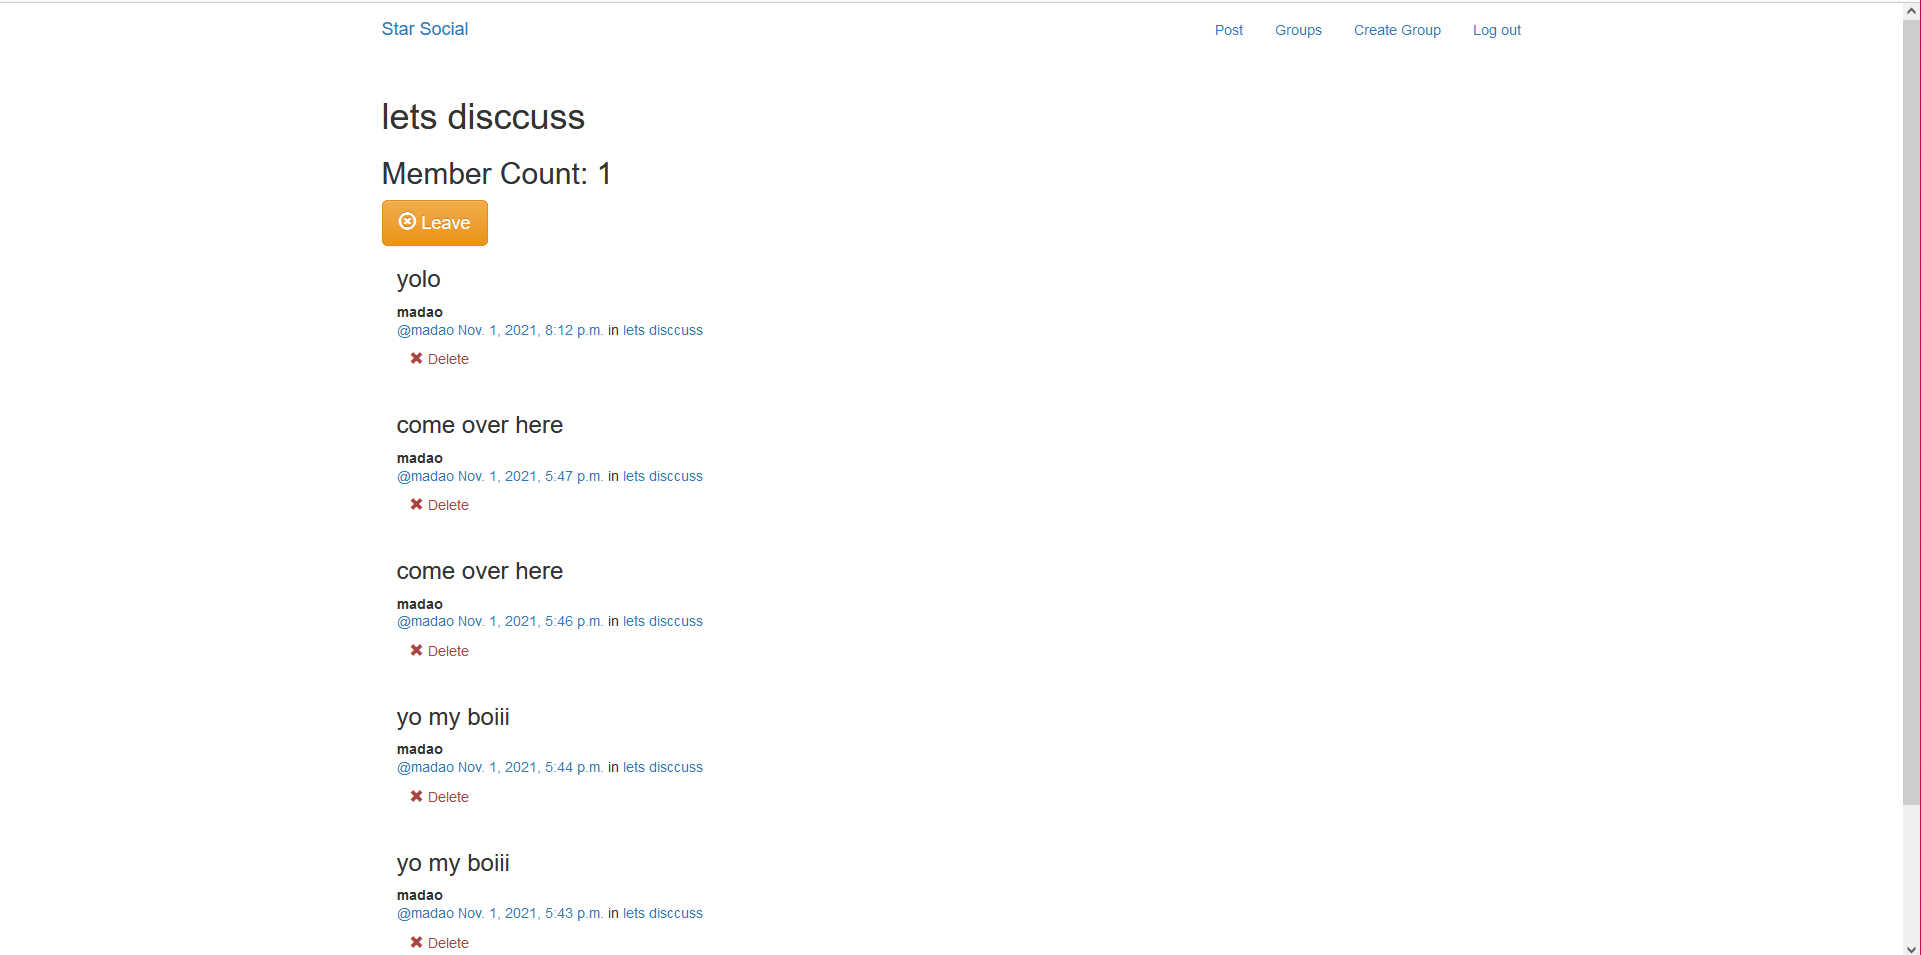 Star Social
Post Groups Create Group Log out
lets disccuss
Member Count: 1
Leave
yolo
madao
@madao Nov. 1, 2021, 8:12 p.m. in lets disccuss
Delete
come over here
madao
@madao Nov. 1, 2021, 5:47 p.m. in lets disccuss
Delete
come over here
madao
@madao Nov. 1, 2021, 5:46 p.m. in lets disccuss
Delete
yo my boiii
madao
@madao Nov. 1, 2021, 5:44 p.m. in lets disccuss
Delete
yo my boiii
madao
@madao Nov. 1, 2021, 5:43 p.m. in lets disccuss
Delete